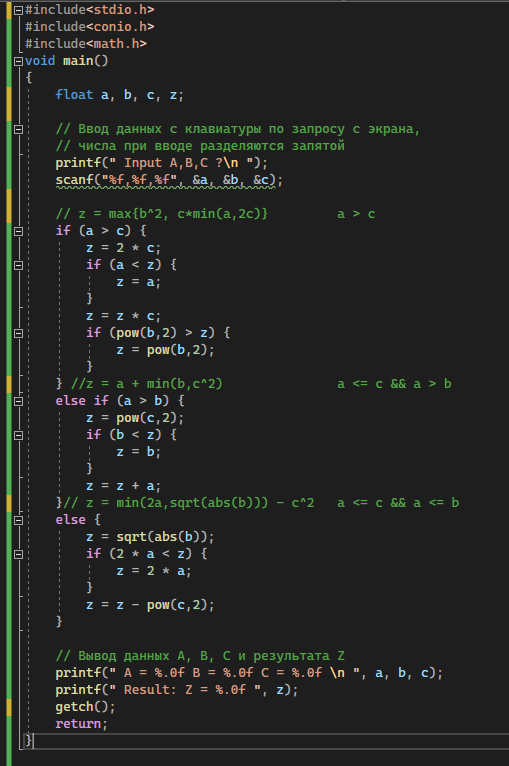 #include<stdio.h>
#include<conio.h>
#include<math.h>
void main()
{
    float a, b, c, z;

    // Ввод данных с клавиатуры по запросу с экрана,
    // числа при вводе разделяются запятой
    printf(" Input A,B,C ?\n ");
    scanf("%f,%f,%f", &a, &b, &c);

    // z = max{b^2, c*min(a,2c)}         a > c
    if (a > c) {
        z = 2 * c;
        if (a < z) {
            z = a;
        }
        z = z * c;
        if (pow(b,2) > z) {
            z = pow(b,2);
        }
    } //z = a + min(b,c^2)               a <= c && a > b
    else if (a > b) {
        z = pow(c,2);
        if (b < z) {
            z = b;
        }
        z = z + a;
    }// z = min(2a,sqrt(abs(b))) - c^2   a <= c && a <= b
    else {
        z = sqrt(abs(b));
        if (2 * a < z) {
            z = 2 * a;
        }
        z = z - pow(c,2);
    }

    // Вывод данных A, B, C и результата Z
    printf(" A = %.0f B = %.0f C = %.0f \n ", a, b, c);
    printf(" Result: Z = %.0f ", z);
    getch();
    return;
}